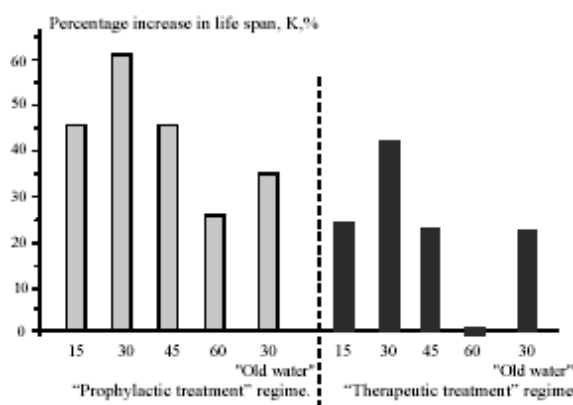 Percentage increase in life span, K,%
60
50
40
30
20
10
0
15 30 45 60 30 15 30 45 60 30
"Old water" "Old water"
“Prophylactic treatment” regime. “Therapeutic treatment” regime